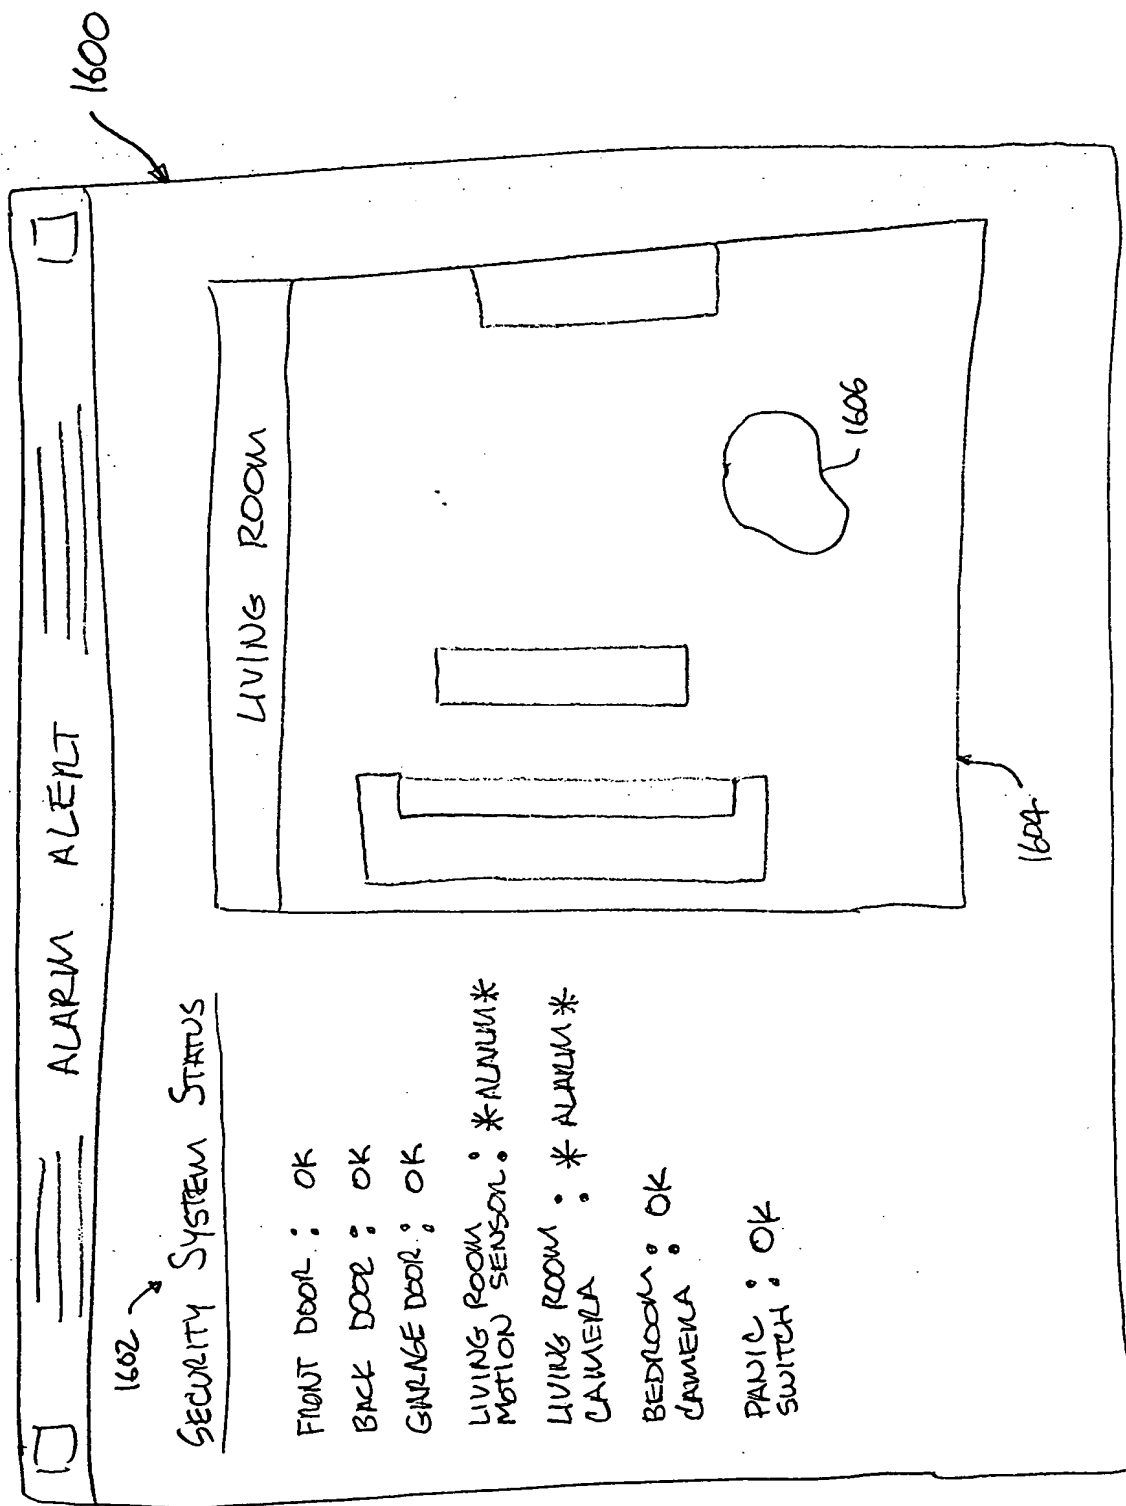 1600
ALARM ALERT
1602
SECURITY SYSTEM STATUS
FRONT DOOR : OK
BACK DOOR : OK
GARAGE DOOR : OK
LIVING ROOM
MOTION SENSOR : *ALARM*
LIVING ROOM
CAMERA : *ALARM*
BEDROOM
CAMERA : OK
PANIC
SWITCH : OK
LIVING ROOM
1606
1604